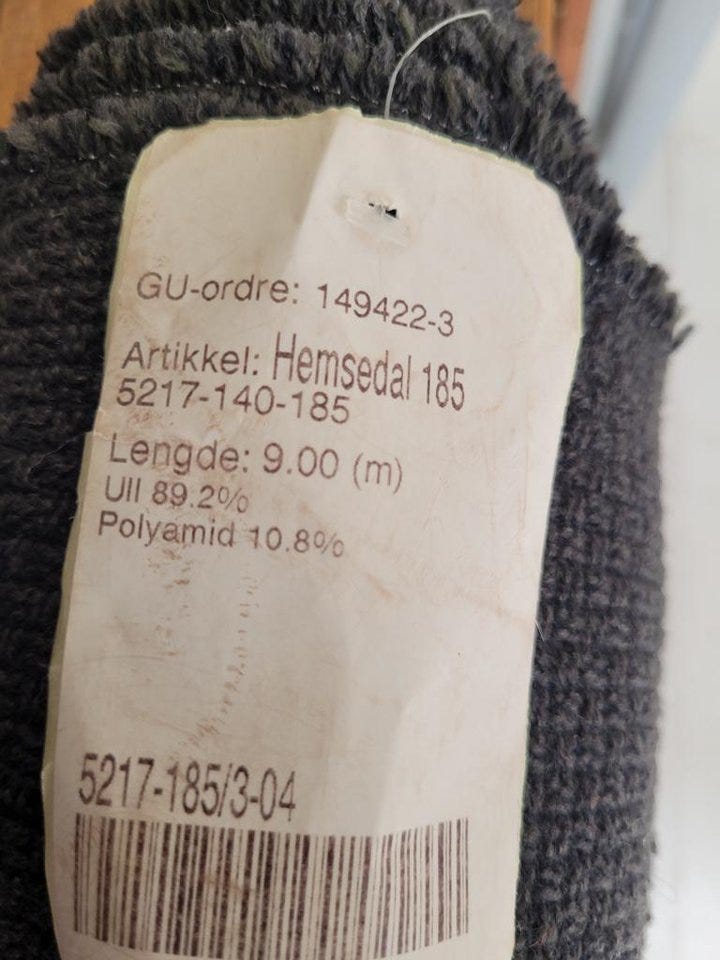 GU-ordre: 149422-3
Artikkel: Hemsedal 185
5217-140-185
Lengde: 9.00 (m)
Ull 89.2%
Polyamid 10.8%
5217-185/3-04